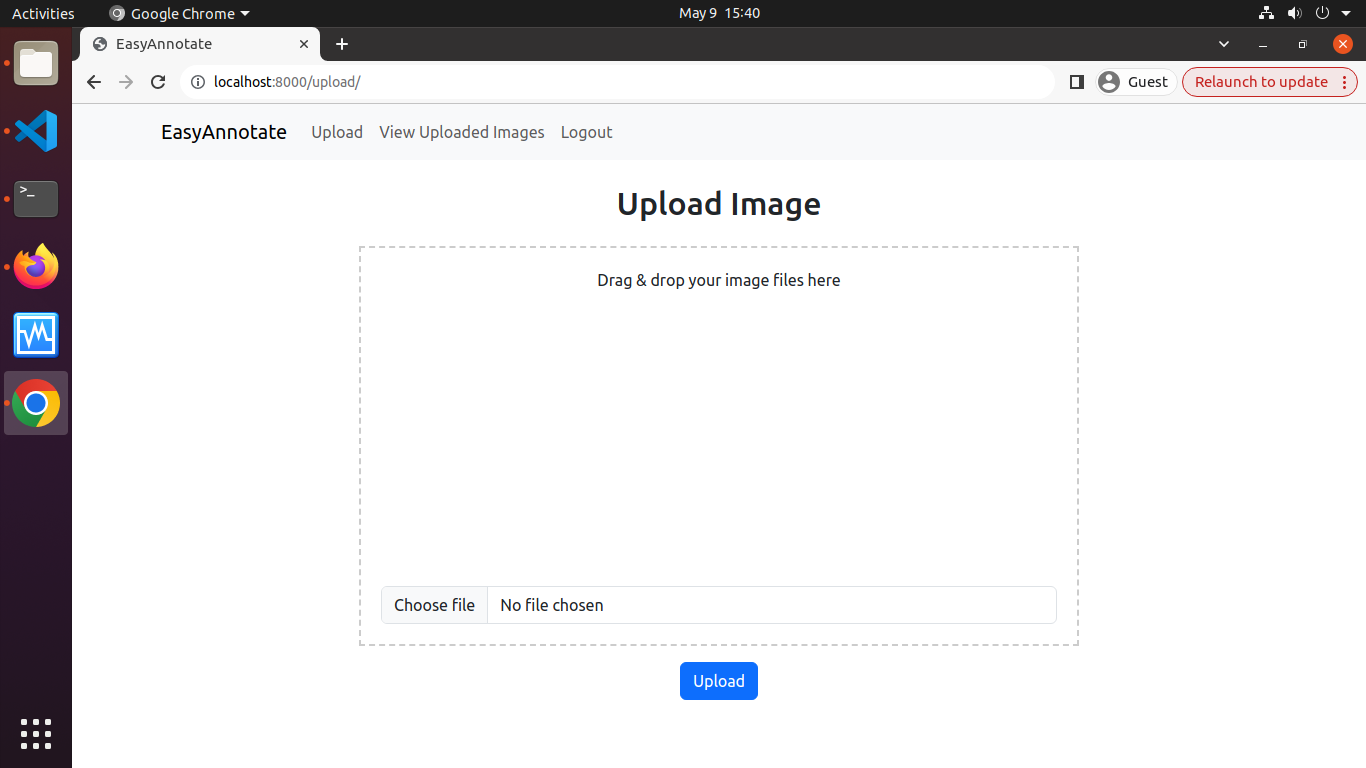 Activities
Google Chrome
May 9 15:40
EasyAnnotate
localhost:8000/upload/
Guest
Relaunch to update
EasyAnnotate
Upload
View Uploaded Images
Logout
Upload Image
Drag & drop your image files here
Choose file
No file chosen
Upload
>_